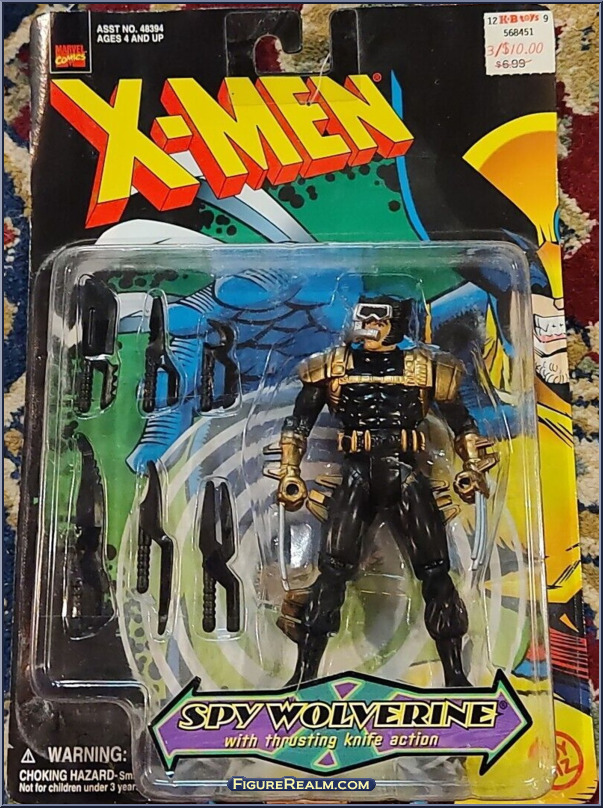 MARVEL
COMICS
ASST NO. 48394
AGES 4 AND UP
12 K·B toys 9
568451
3/$10.00
$6.99
X-MEN®
SPY WOLVERINE®
with thrusting knife action
⚠ WARNING:
CHOKING HAZARD-Sm
Not for children under 3 year
FIGUREREALM.COM